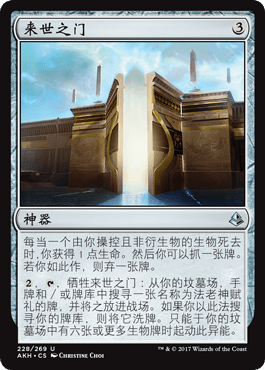 来世之门 3
神器
每当一个由你操控且非衍生物的生物死去
时,你获得1点生命。然后你可以抓一张牌。
若你如此作,则弃一张牌。
2,,牺牲来世之门:从你的坟墓场,手
牌和/或牌库中搜寻一张名称为法老神赋
礼的牌,并将之放进战场。如果你以此法搜
寻你的牌库,则将它洗牌。只能于你的坟
墓场中有六张或更多生物牌时起动此异能。
228/269 U
AKH • CS CHRISTINE CHOI
™ & © 2017 Wizards of the Coast